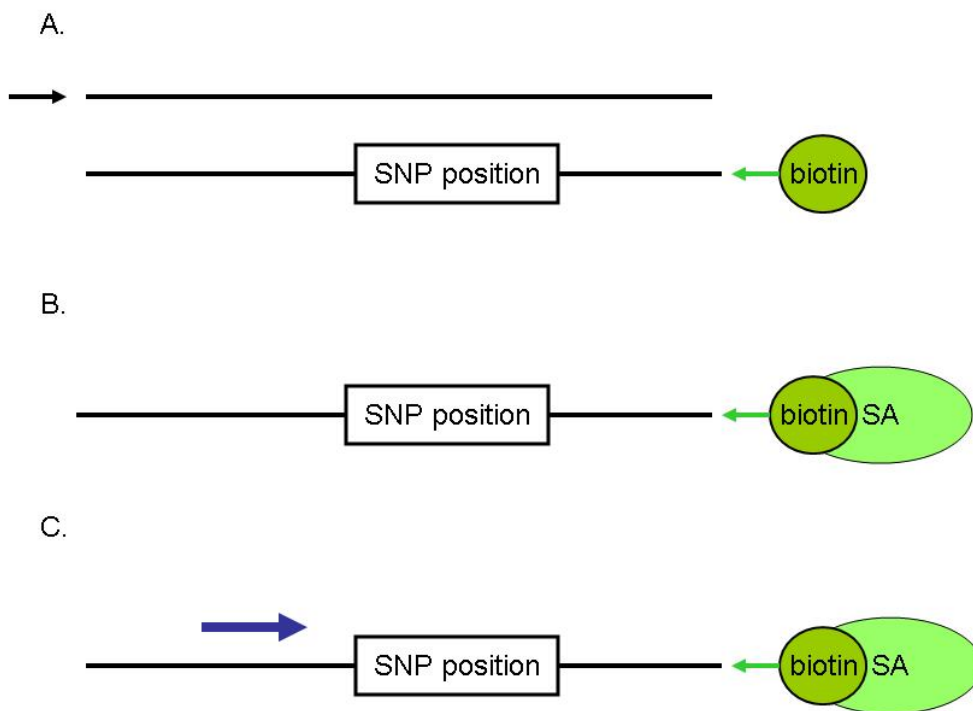 A.
SNP position
biotin
B.
SNP position
biotin SA
C.
SNP position
biotin SA